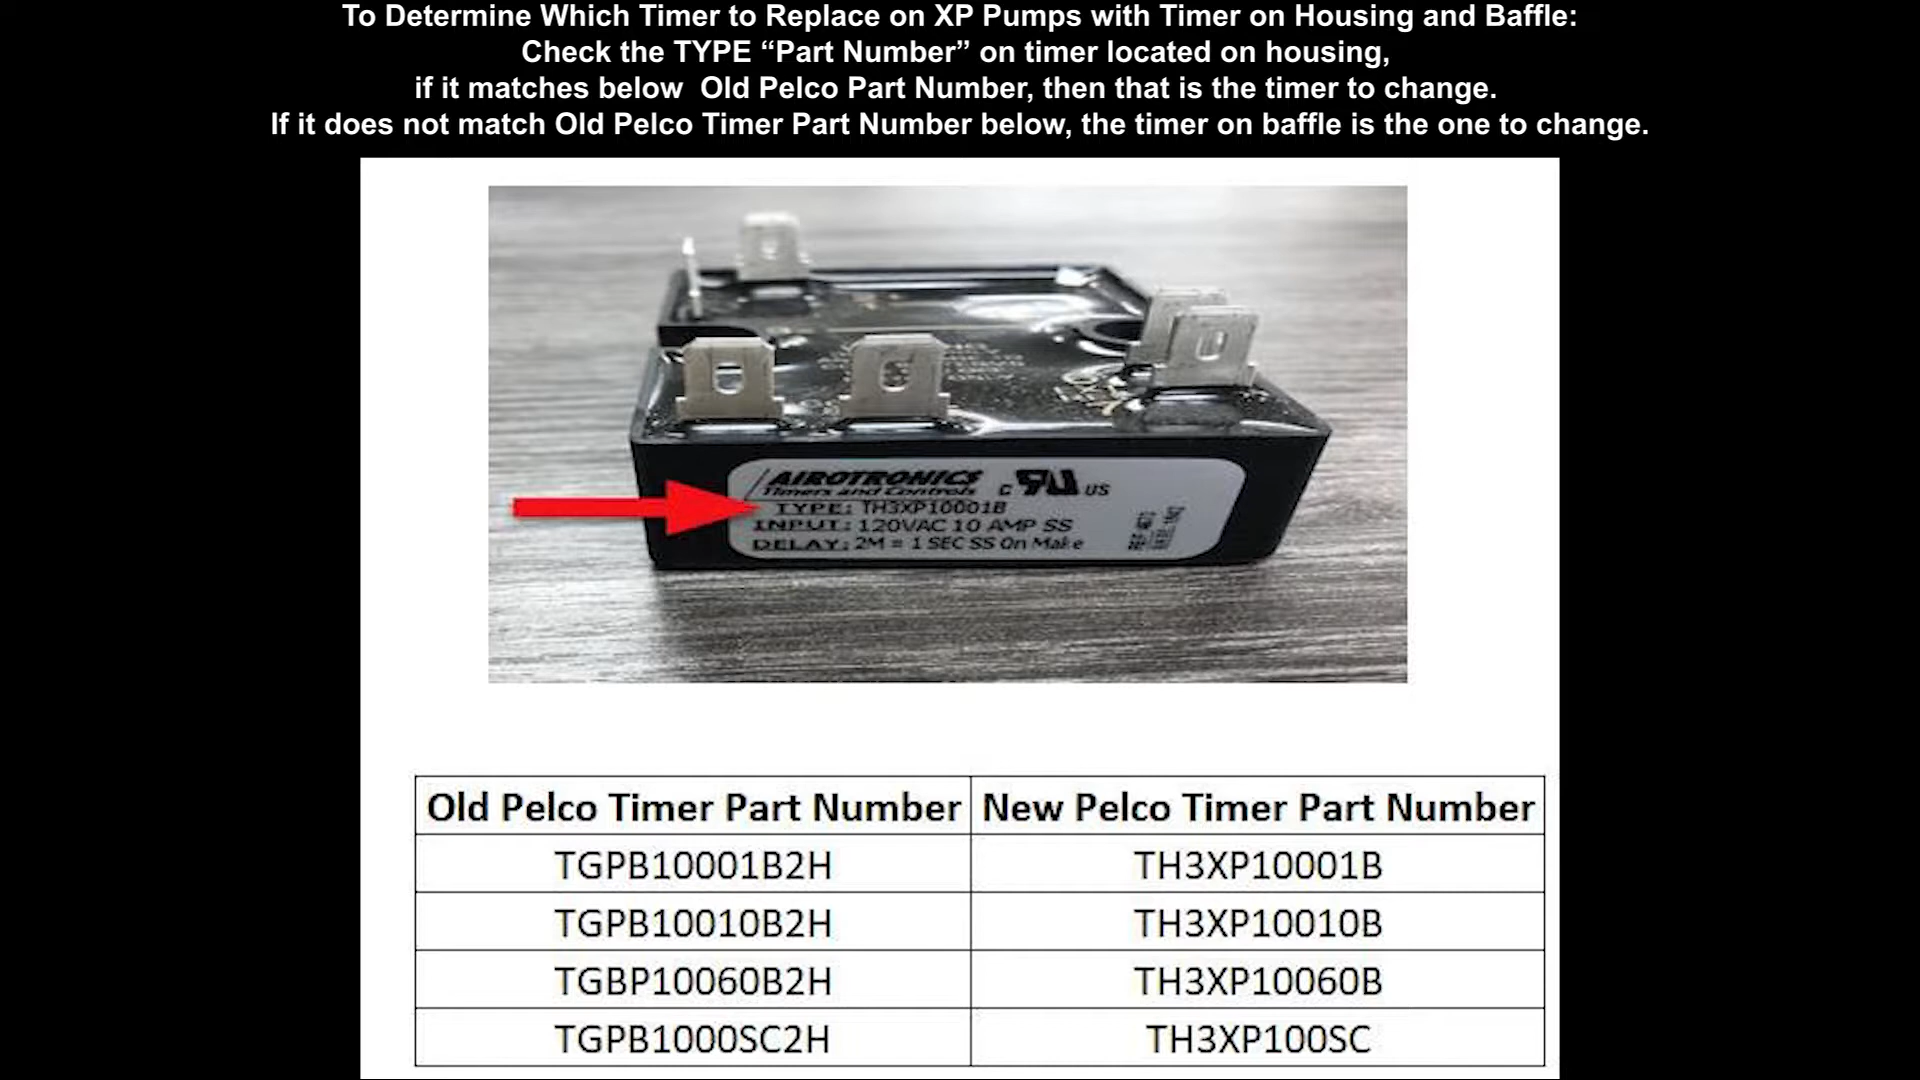 To Determine Which Timer to Replace on XP Pumps with Timer on Housing and Baffle:
Check the TYPE “Part Number” on timer located on housing,
if it matches below Old Pelco Part Number, then that is the timer to change.
If it does not match Old Pelco Timer Part Number below, the timer on baffle is the one to change.
AIROTRONICS
Timers and Controls
C US
TYPE: TH3XP10001B
INPUT: 120VAC 10 AMP SS
DELAY: 2M = 1 SEC SS On Make
Old Pelco Timer Part Number New Pelco Timer Part Number
TGPB10001B2H TH3XP10001B
TGPB10010B2H TH3XP10010B
TGBP10060B2H TH3XP10060B
TGPB1000SC2H TH3XP100SC